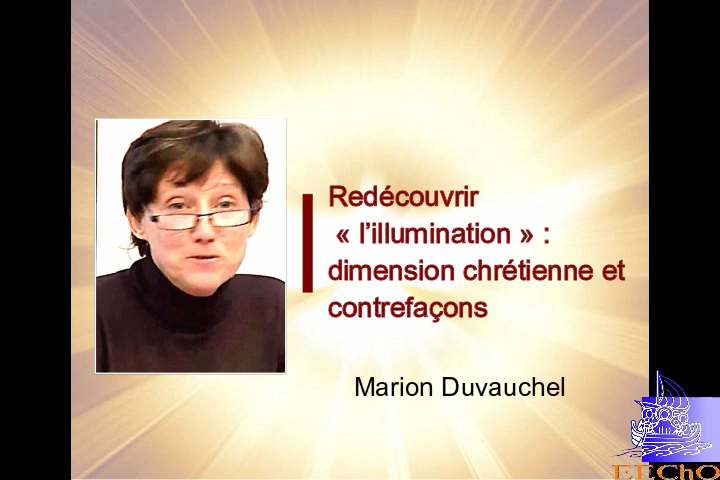 Redécouvrir
« l'illumination » :
dimension chrétienne et
contrefaçons
Marion Duvauchel
EEChO